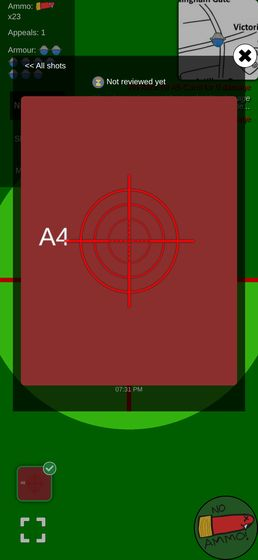 Ammo:
x23
Appeals: 1
Armour:
Victori
<< All shots
Not reviewed yet
A4
07:31 PM
NO
AMMO!